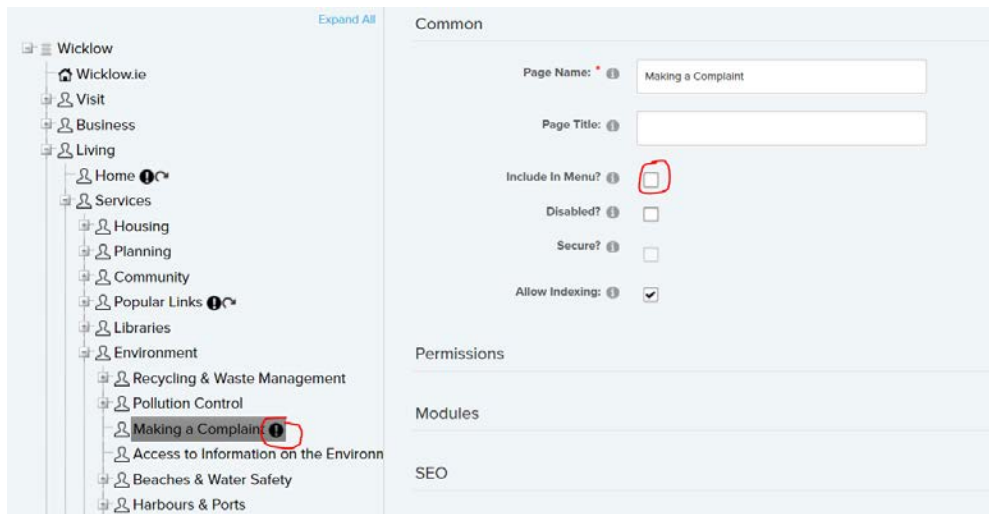 Expand All
Wicklow
Wicklow.ie
Visit
Business
Living
Home
Services
Housing
Planning
Community
Popular Links
Libraries
Environment
Recycling & Waste Management
Pollution Control
Making a Complaint
Access to Information on the Environm
Beaches & Water Safety
Harbours & Ports
Common
Page Name: * Making a Complaint
Page Title:
Include In Menu?
Disabled?
Secure?
Allow Indexing:
Permissions
Modules
SEO